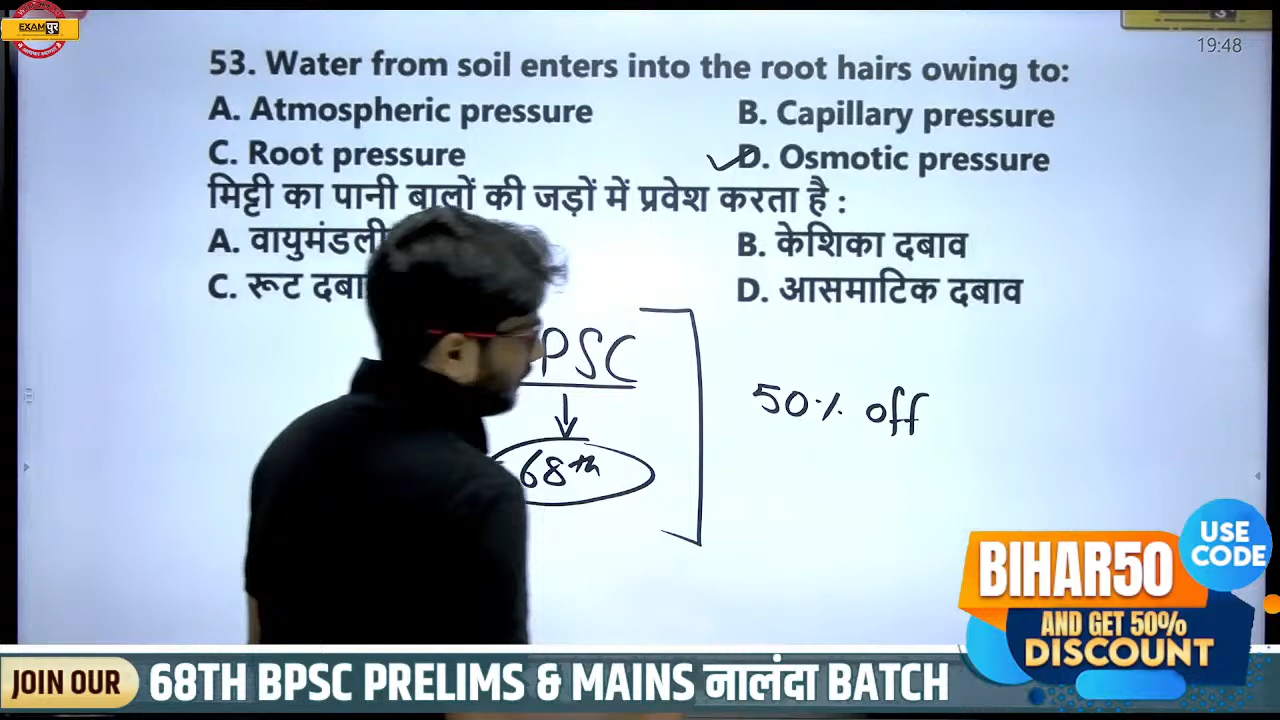 EXAM पुर
19:48
53. Water from soil enters into the root hairs owing to:
A. Atmospheric pressure
B. Capillary pressure
C. Root pressure
D. Osmotic pressure
मिट्टी का पानी बालों की जड़ों में प्रवेश करता है :
A. वायुमंडली
B. केशिका दबाव
C. रूट दबा
D. आसमाटिक दबाव
PSC
68th
50% off
USE
CODE
BIHAR50
AND GET 50%
DISCOUNT
JOIN OUR
68TH BPSC PRELIMS & MAINS नालंदा BATCH